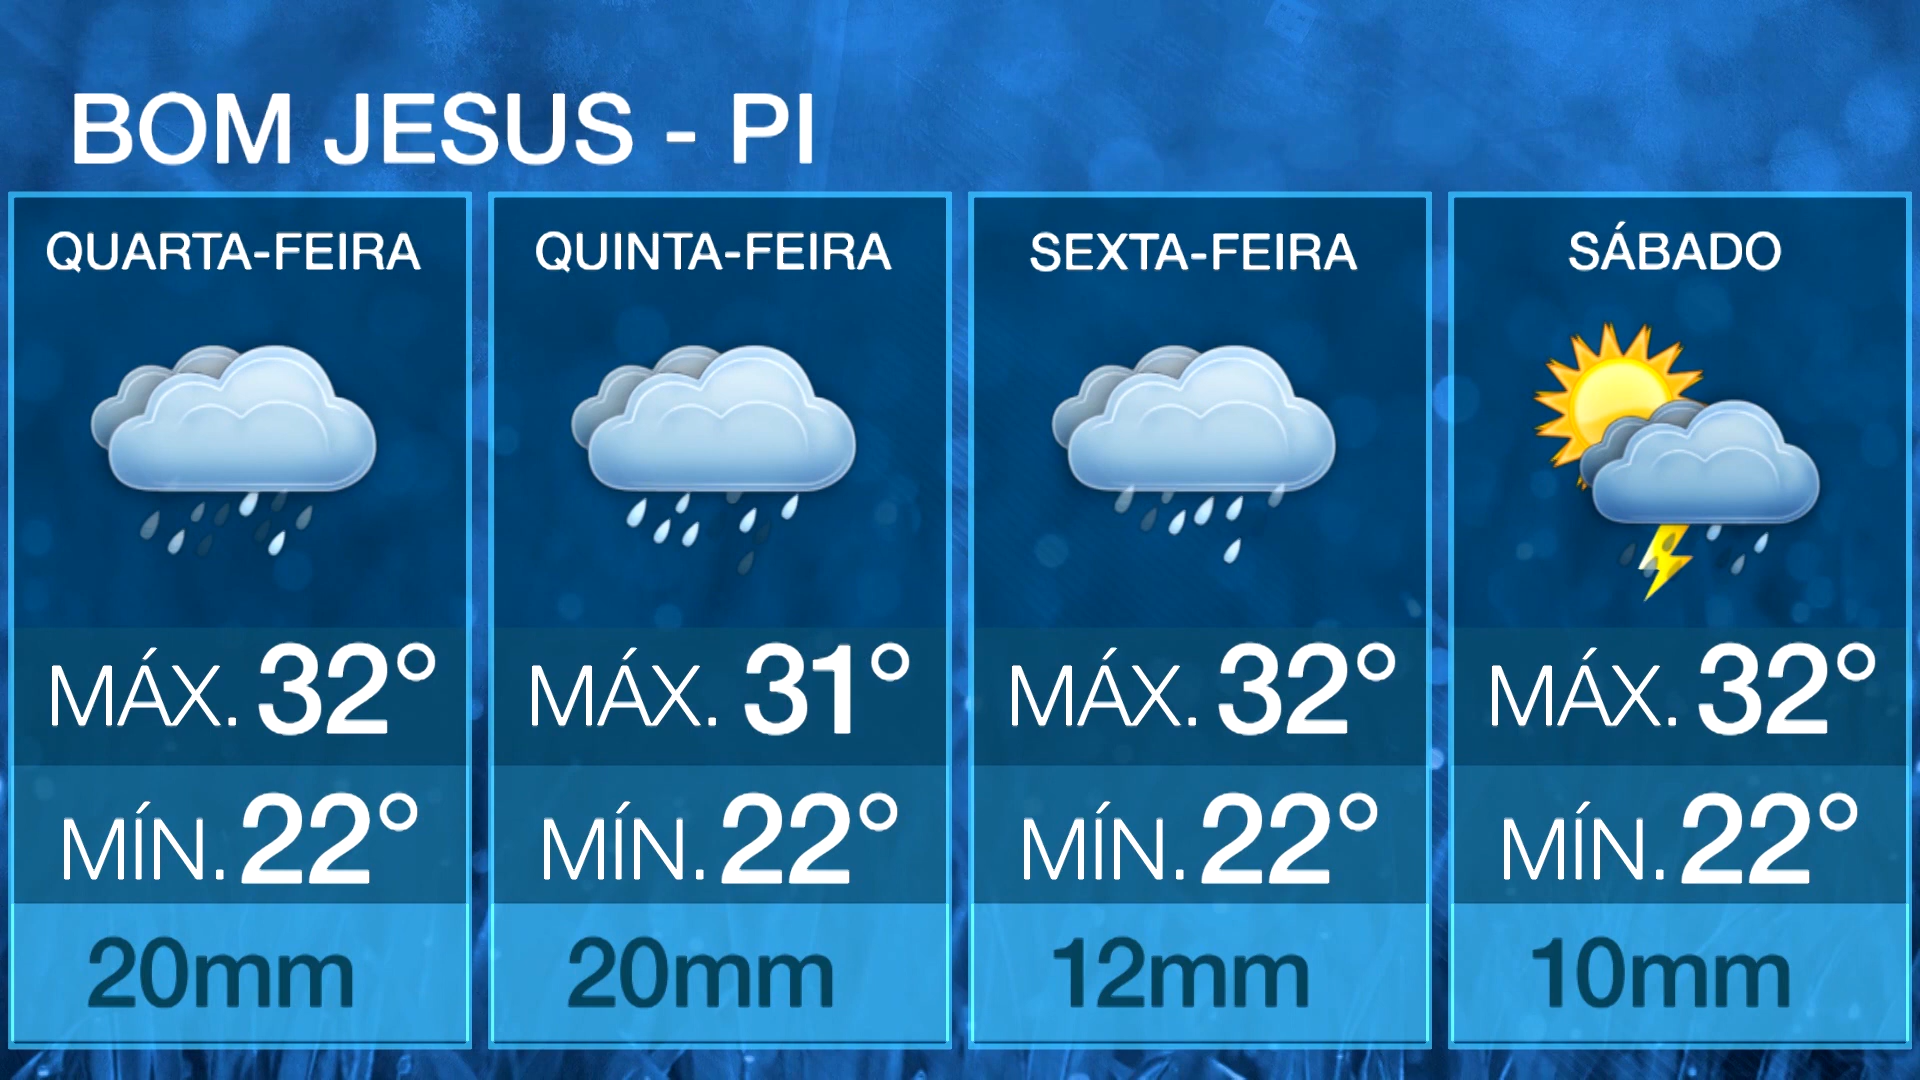 BOM JESUS - PI
QUARTA-FEIRA
MÁX. 32°
MÍN. 22°
20mm
QUINTA-FEIRA
MÁX. 31°
MÍN. 22°
20mm
SEXTA-FEIRA
MÁX. 32°
MÍN. 22°
12mm
SÁBADO
MÁX. 32°
MÍN. 22°
10mm